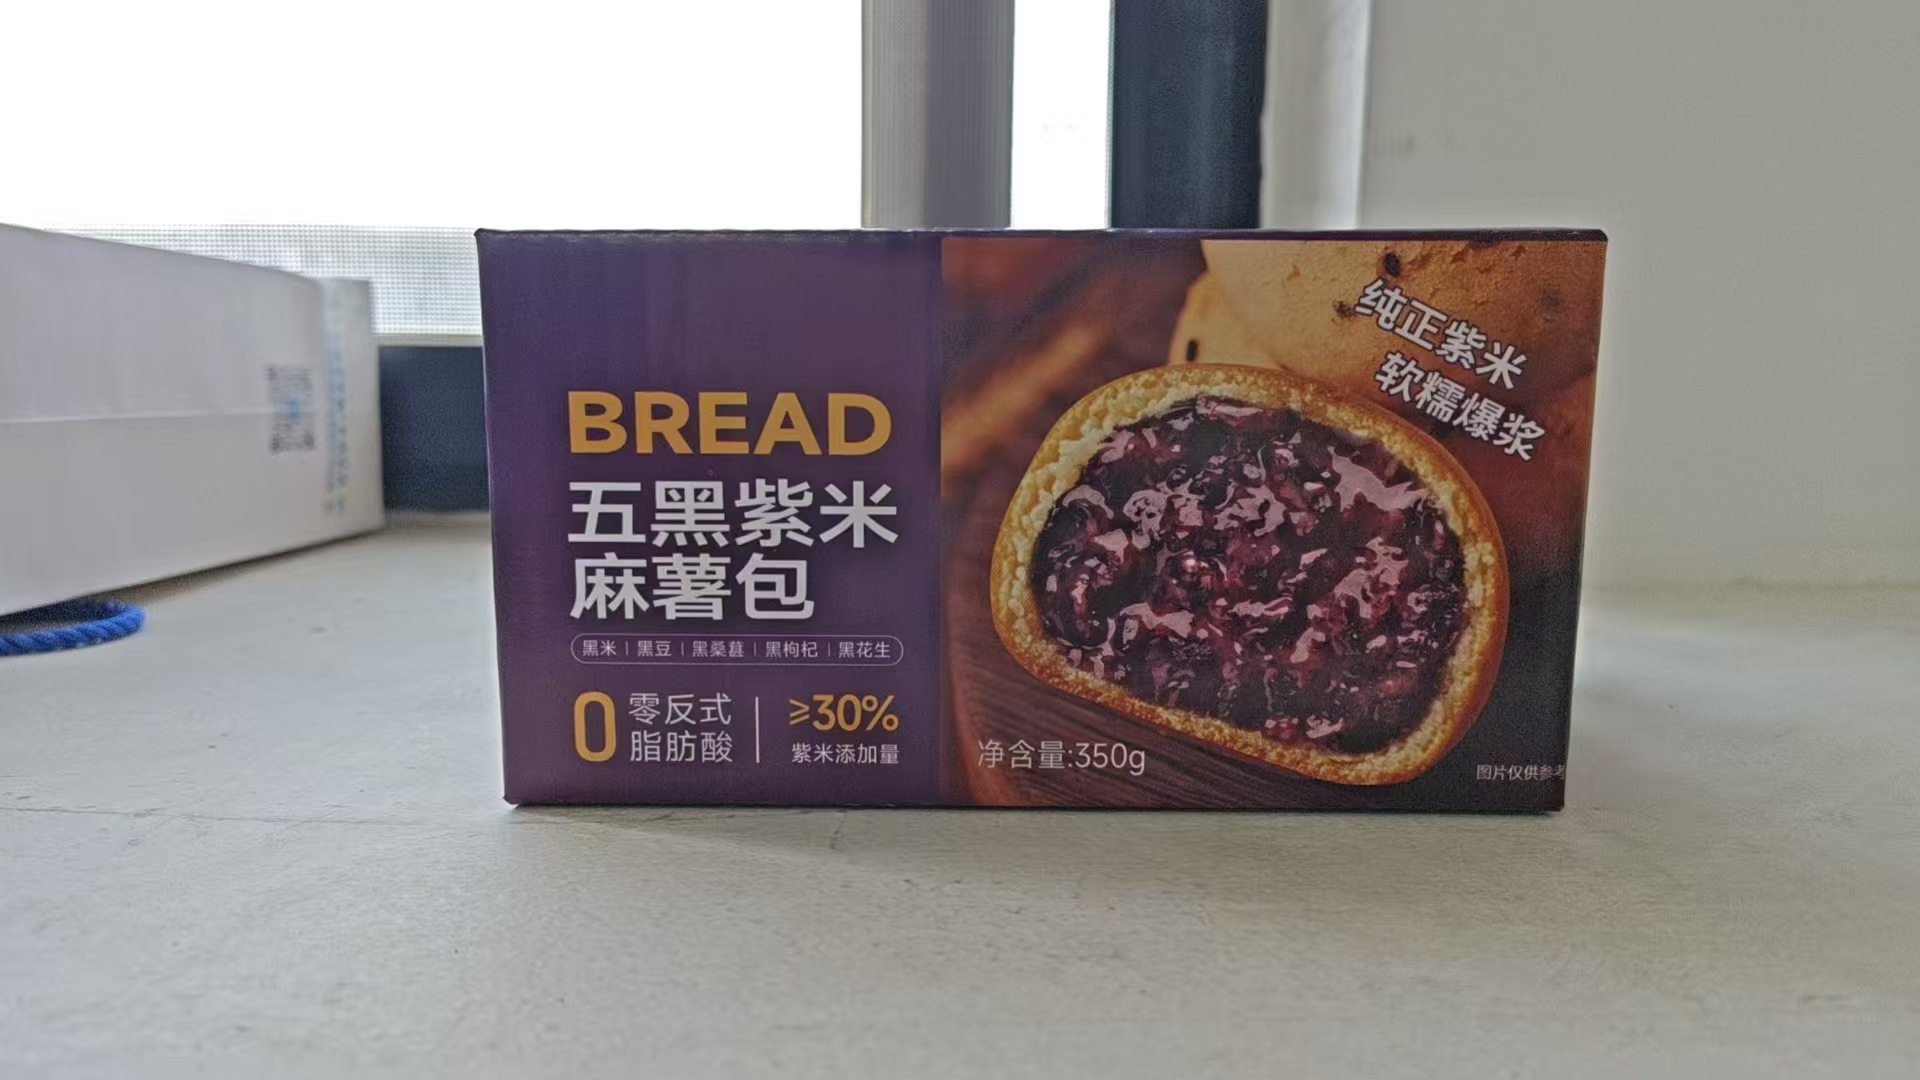 BREAD
五黑紫米
麻薯包
黑米 | 黑豆 | 黑桑葚 | 黑枸杞 | 黑花生
0 零反式
脂肪酸
≥30%
紫米添加量
纯正紫米
软糯爆浆
净含量:350g
图片仅供参考